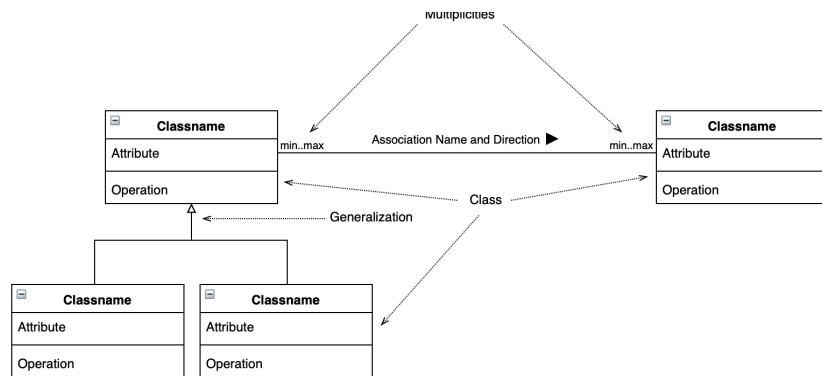 Multiplicities
Classname
Classname
Attribute
min..max
Association Name and Direction
min..max
Attribute
Operation
Operation
Class
Generalization
Classname
Classname
Attribute
Attribute
Operation
Operation